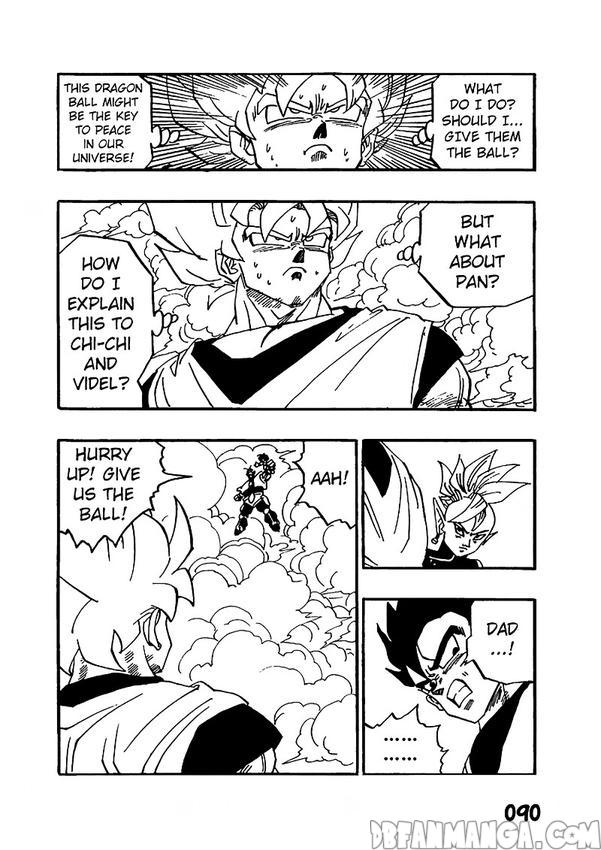 WHAT
DO I DO?
SHOULD I...
GIVE THEM
THE BALL?
THIS DRAGON
BALL MIGHT
BE THE KEY
TO PEACE
IN OUR
UNIVERSE!
BUT
WHAT
ABOUT
PAN?
HOW
DO I
EXPLAIN
THIS TO
CHI-CHI
AND
VIDEL?
DAD
...!
......
......
AAH!
HURRY
UP! GIVE
US THE
BALL!
090
DBFANMANGA.COM